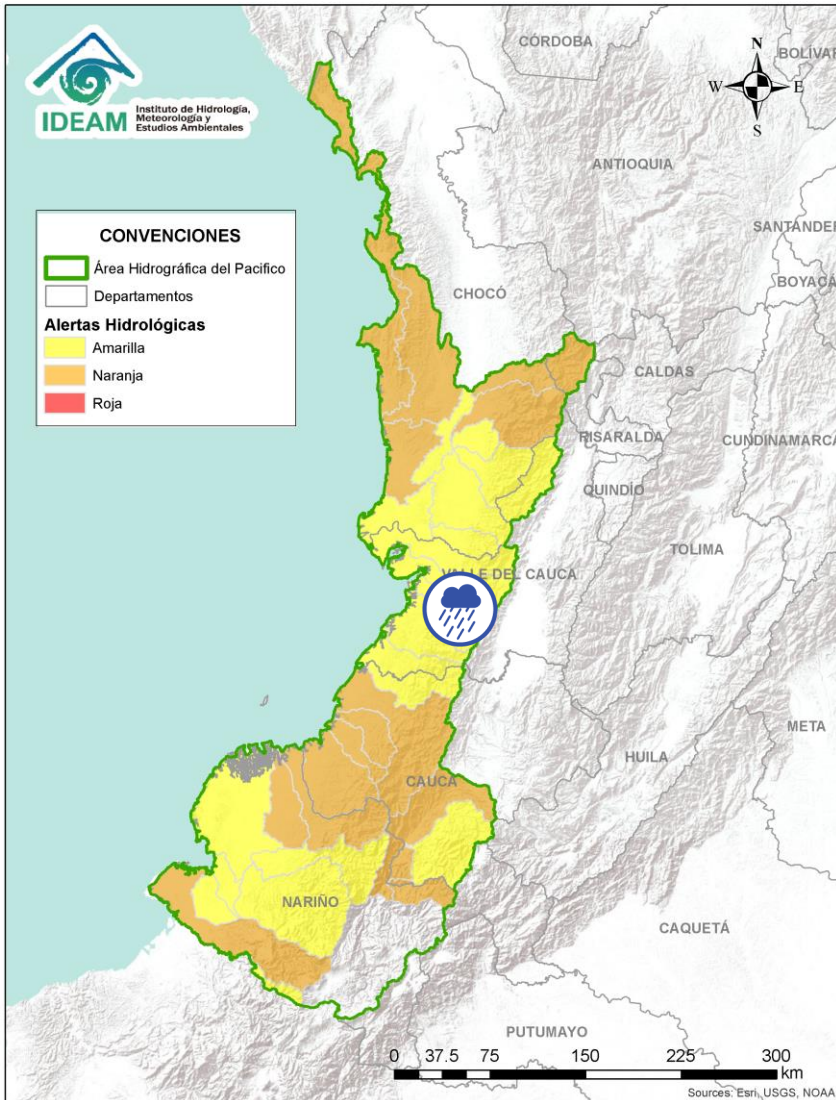 IDEAM
Instituto de Hidrología,
Meteorología y
Estudios Ambientales
CONVENCIONES
Área Hidrográfica del Pacifico
Departamentos
Alertas Hidrológicas
Amarilla
Naranja
Roja
N
W
E
S
CÓRDOBA
BOLÍVAR
ANTIOQUIA
SANTANDER
BOYACÁ
CHOCÓ
CALDAS
RISARALDA
CUNDINAMARCA
QUINDÍO
TOLIMA
VALLE DEL CAUCA
META
HUILA
CAUCA
NARIÑO
CAQUETÁ
PUTUMAYO
0 37.5 75 150 225 300
km
Sources: Esri, USGS, NOAA